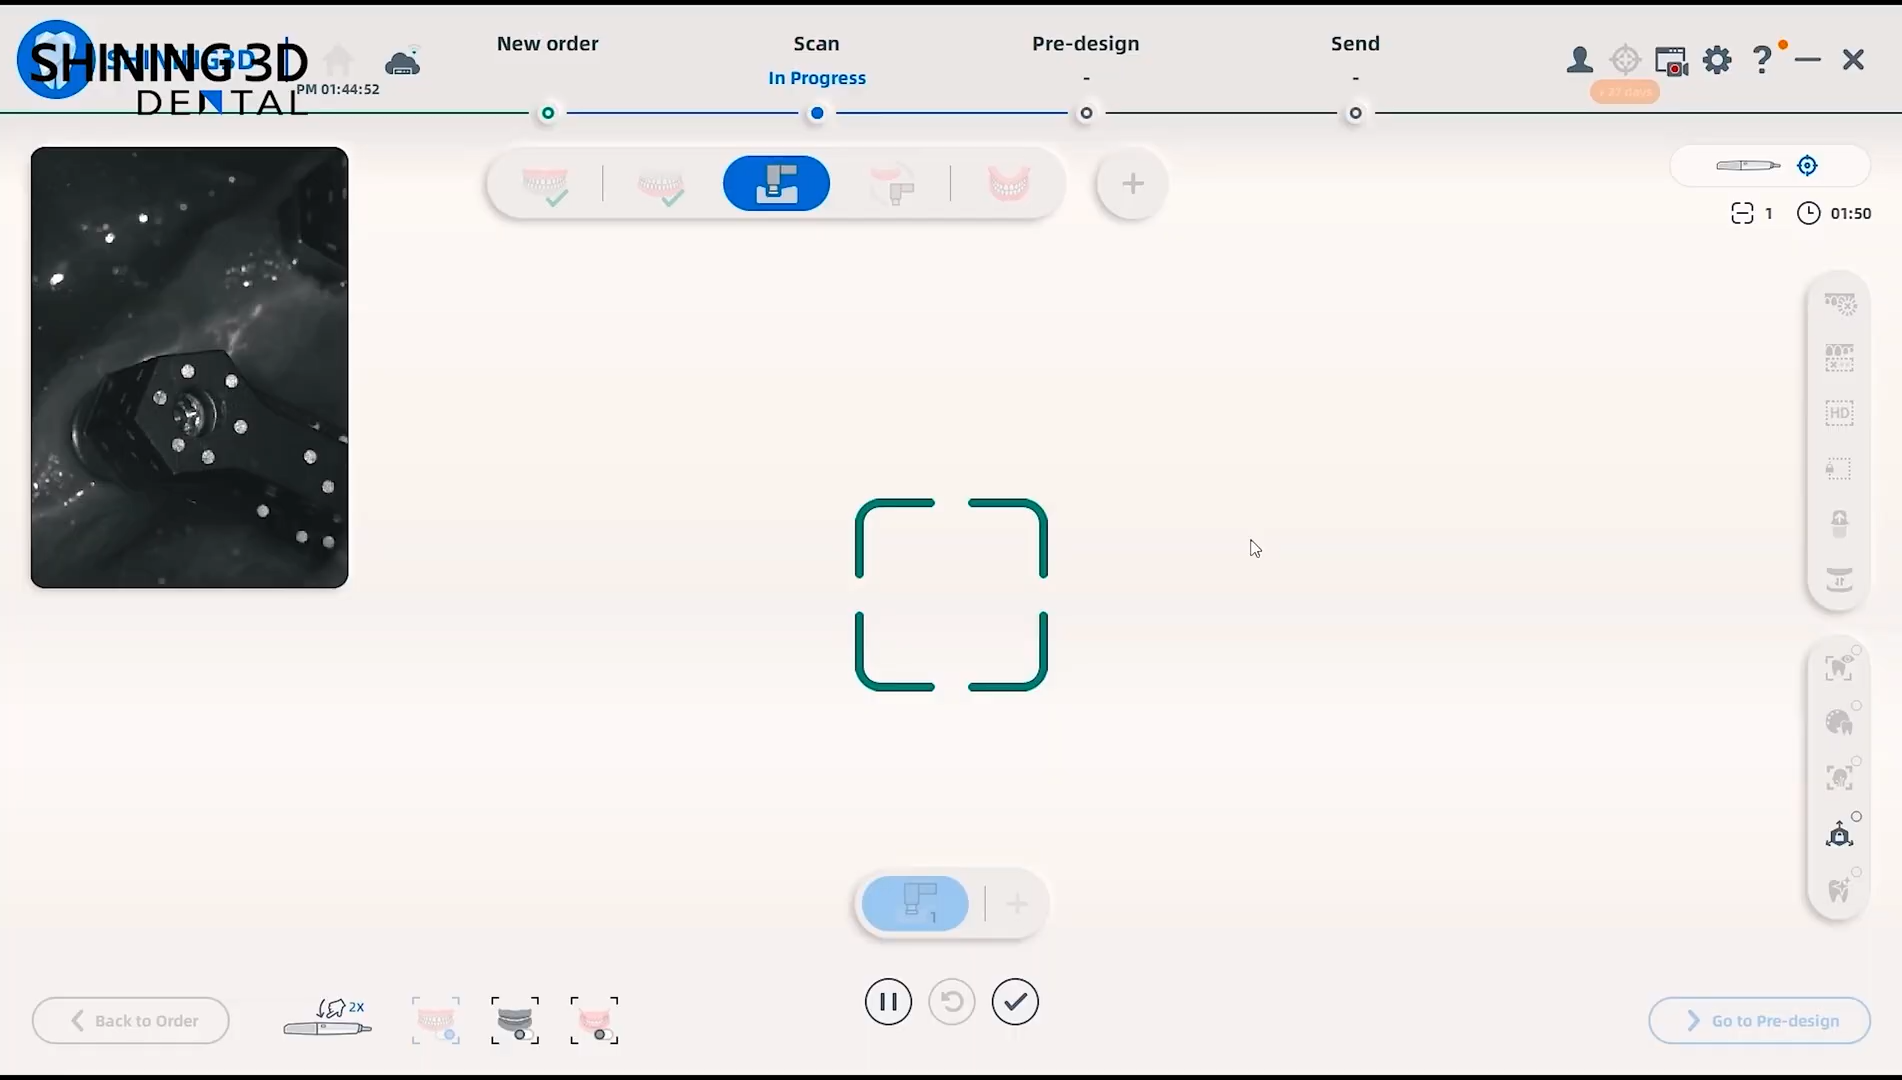 SHINING 3D
DENTAL
SHINING3D
PM 01:44:52
New order
Scan
In Progress
Pre-design
-
Send
-
?
1
01:50
HD
1
Back to Order
2X
Go to Pre-design